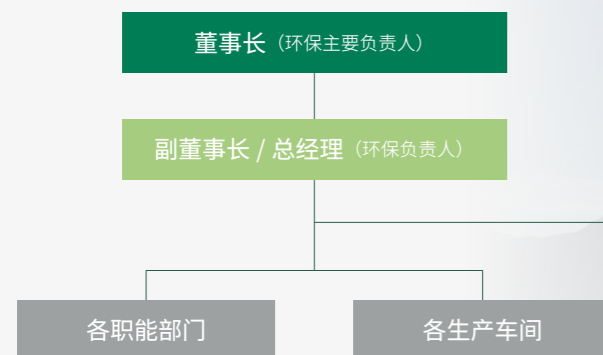 董事长（环保主要负责人）
副董事长 / 总经理（环保负责人）
各职能部门
各生产车间